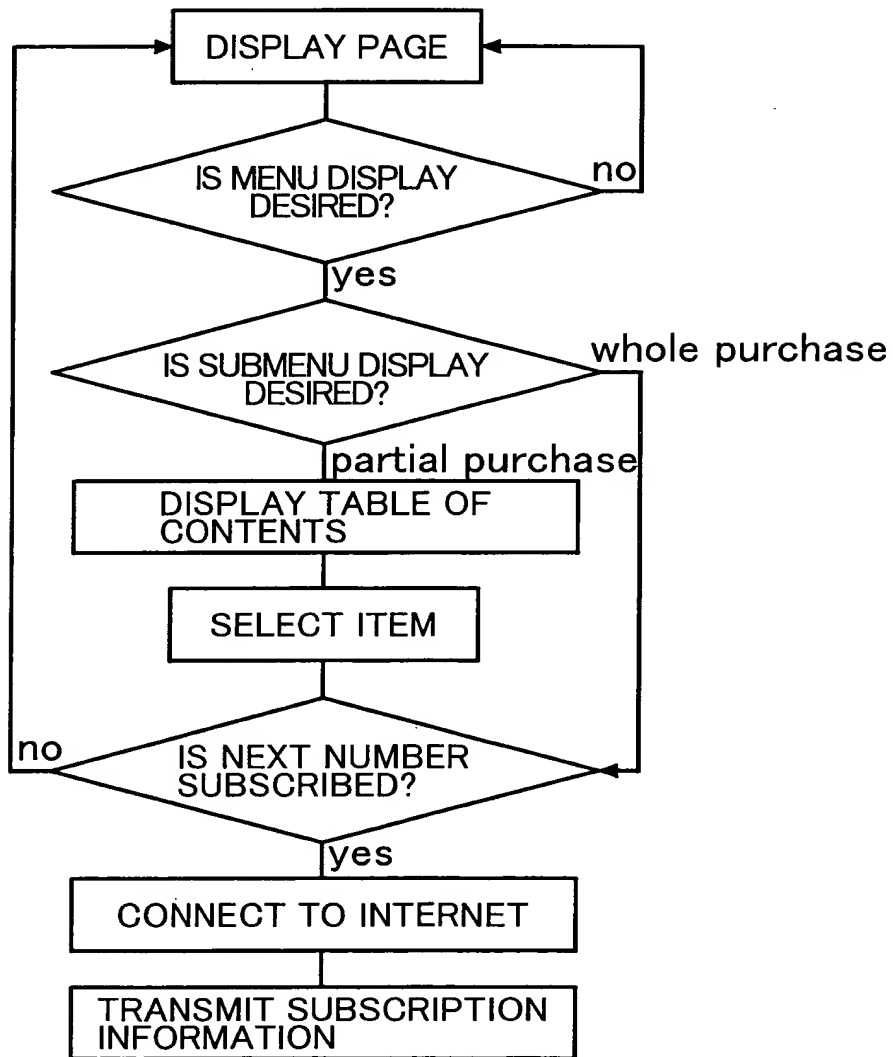 DISPLAY PAGE
IS MENU DISPLAY
DESIRED?
no
yes
IS SUBMENU DISPLAY
DESIRED?
whole purchase
partial purchase
DISPLAY TABLE OF
CONTENTS
SELECT ITEM
no
IS NEXT NUMBER
SUBSCRIBED?
yes
CONNECT TO INTERNET
TRANSMIT SUBSCRIPTION
INFORMATION